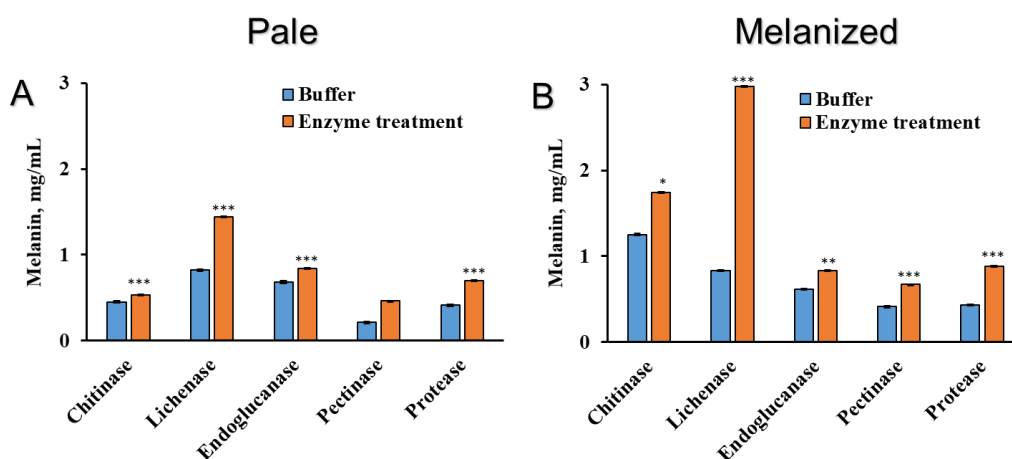 Pale
A
Buffer
Enzyme treatment
Melanin, mg/mL
3
2
1
0
***
***
***
***
Chitinase
Lichenase
Endoglucanase
Pectinase
Protease
Melanized
B
Buffer
Enzyme treatment
Melanin, mg/mL
3
2
1
0
*
***
**
***
***
Chitinase
Lichenase
Endoglucanase
Pectinase
Protease